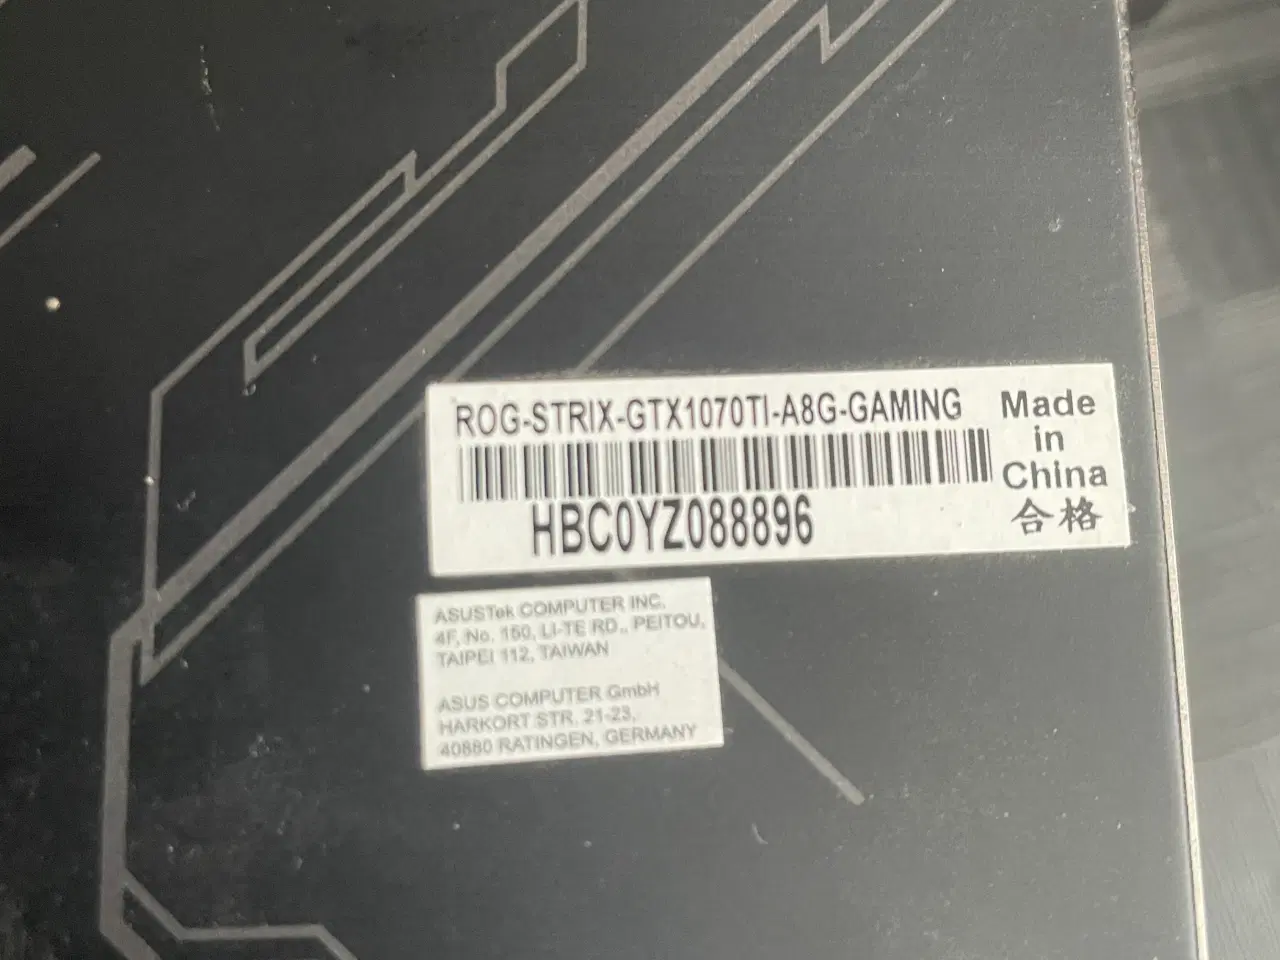 ROG-STRIX-GTX1070TI-A8G-GAMING
HBC0YZ088896
Made
in
China
合格
ASUSTek COMPUTER INC.
4F, No. 150, LI-TE RD., PEITOU,
TAIPEI 112, TAIWAN
ASUS COMPUTER GmbH
HARKORT STR. 21-23,
40880 RATINGEN, GERMANY